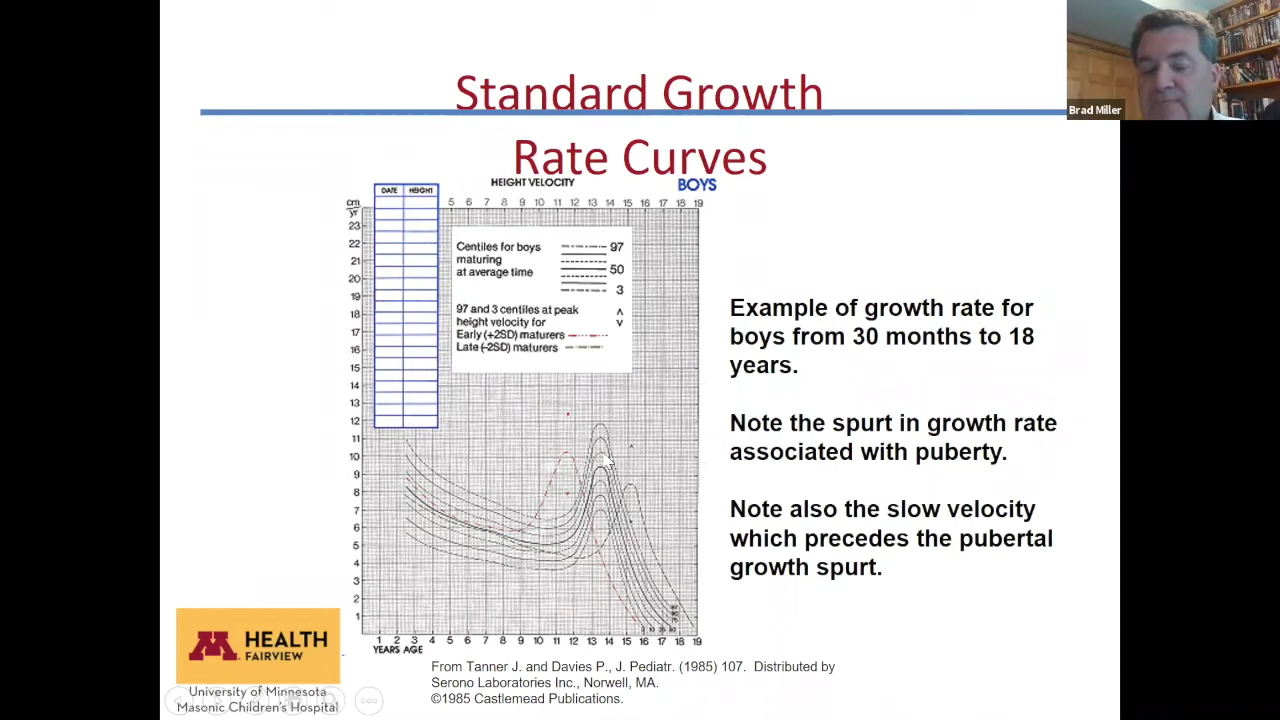 Brad Miller
Standard Growth
Rate Curves
HEIGHT VELOCITY
BOYS
DATE HEIGHT
cm
yr
5 6 7 8 9 10 11 12 13 14 15 16 17 18 19
23
22
21
20
19
18
17
16
15
14
13
12
11
10
9
8
7
6
5
4
3
2
1
Centiles for boys
maturing
at average time
97
50
3
97 and 3 centiles at peak
height velocity for
Early (+2SD) maturers
Late (-2SD) maturers
1 2 3 4 5 6 7 8 9 10 11 12 13 14 15 16 17 18 19
YEARS AGE
Example of growth rate for
boys from 30 months to 18
years.
Note the spurt in growth rate
associated with puberty.
Note also the slow velocity
which precedes the pubertal
growth spurt.
M HEALTH
FAIRVIEW
University of Minnesota
Masonic Children's Hospital
From Tanner J. and Davies P., J. Pediatr. (1985) 107. Distributed by
Serono Laboratories Inc., Norwell, MA.
©1985 Castlemead Publications.